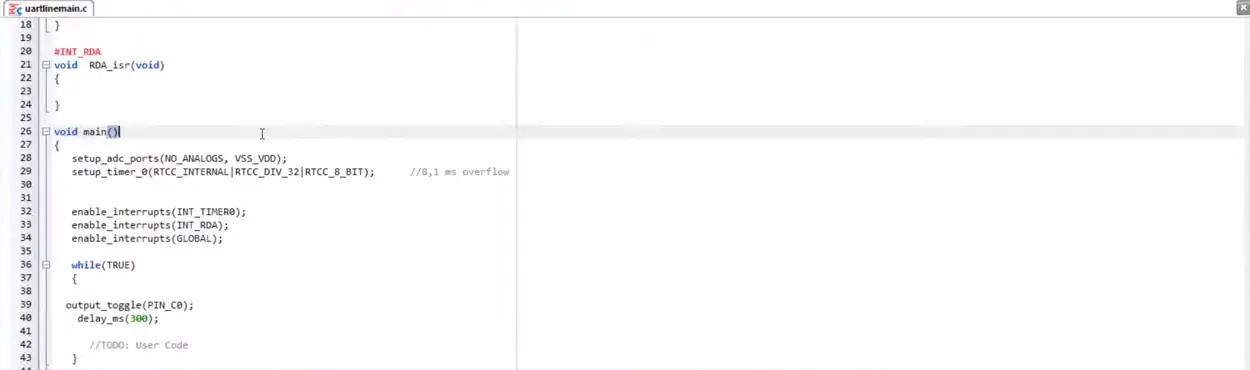 uartlinemain.c
18 }
19
20 #INT_RDA
21 void RDA_isr(void)
22 {
23
24 }
25
26 void main()
27 {
28 setup_adc_ports(NO_ANALOGS, VSS_VDD);
29 setup_timer_0(RTCC_INTERNAL|RTCC_DIV_32|RTCC_8_BIT); //8,1 ms overflow
30
31
32 enable_interrupts(INT_TIMER0);
33 enable_interrupts(INT_RDA);
34 enable_interrupts(GLOBAL);
35
36 while(TRUE)
37 {
38
39 output_toggle(PIN_C0);
40 delay_ms(300);
41
42 //TODO: User Code
43 }